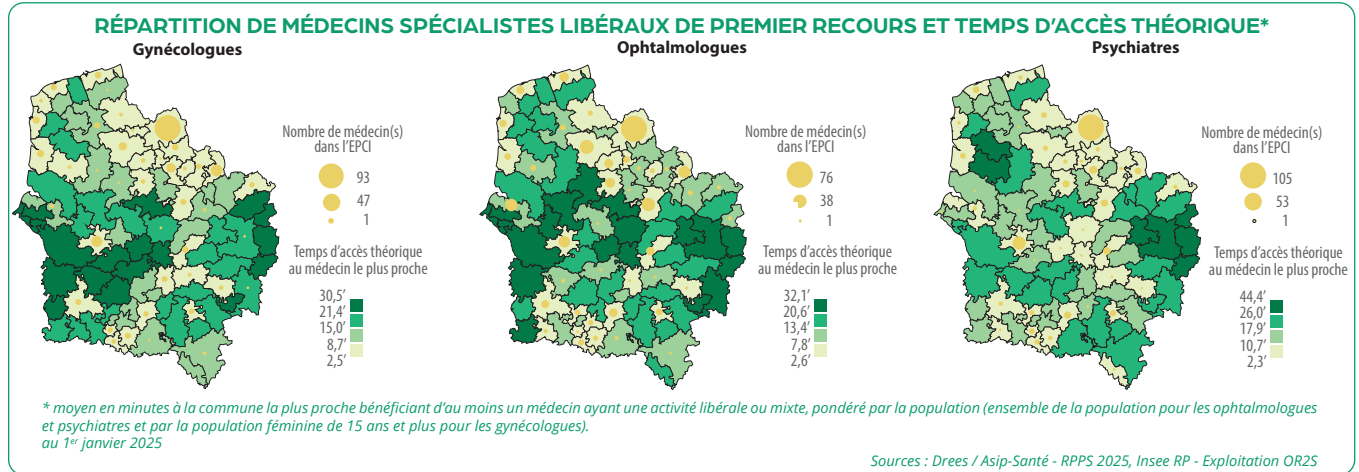 RÉPARTITION DE MÉDECINS SPÉCIALISTES LIBÉRAUX DE PREMIER RECOURS ET TEMPS D’ACCÈS THÉORIQUE*
Gynécologues
Nombre de médecin(s)
dans l’EPCI
93
47
1
Temps d’accès théorique
au médecin le plus proche
30,5’
21,4’
15,0’
8,7’
2,5’
Ophtalmologues
Nombre de médecin(s)
dans l’EPCI
76
38
1
Temps d’accès théorique
au médecin le plus proche
32,1’
20,6’
13,4’
7,8’
2,6’
Psychiatres
Nombre de médecin(s)
dans l’EPCI
105
53
1
Temps d’accès théorique
au médecin le plus proche
44,4’
26,0’
17,9’
10,7’
2,3’
* moyen en minutes à la commune la plus proche bénéficiant d’au moins un médecin ayant une activité libérale ou mixte, pondéré par la population (ensemble de la population pour les ophtalmologues
et psychiatres et par la population féminine de 15 ans et plus pour les gynécologues).
au 1er janvier 2025
Sources : Drees / Asip-Santé - RPPS 2025, Insee RP - Exploitation OR2S